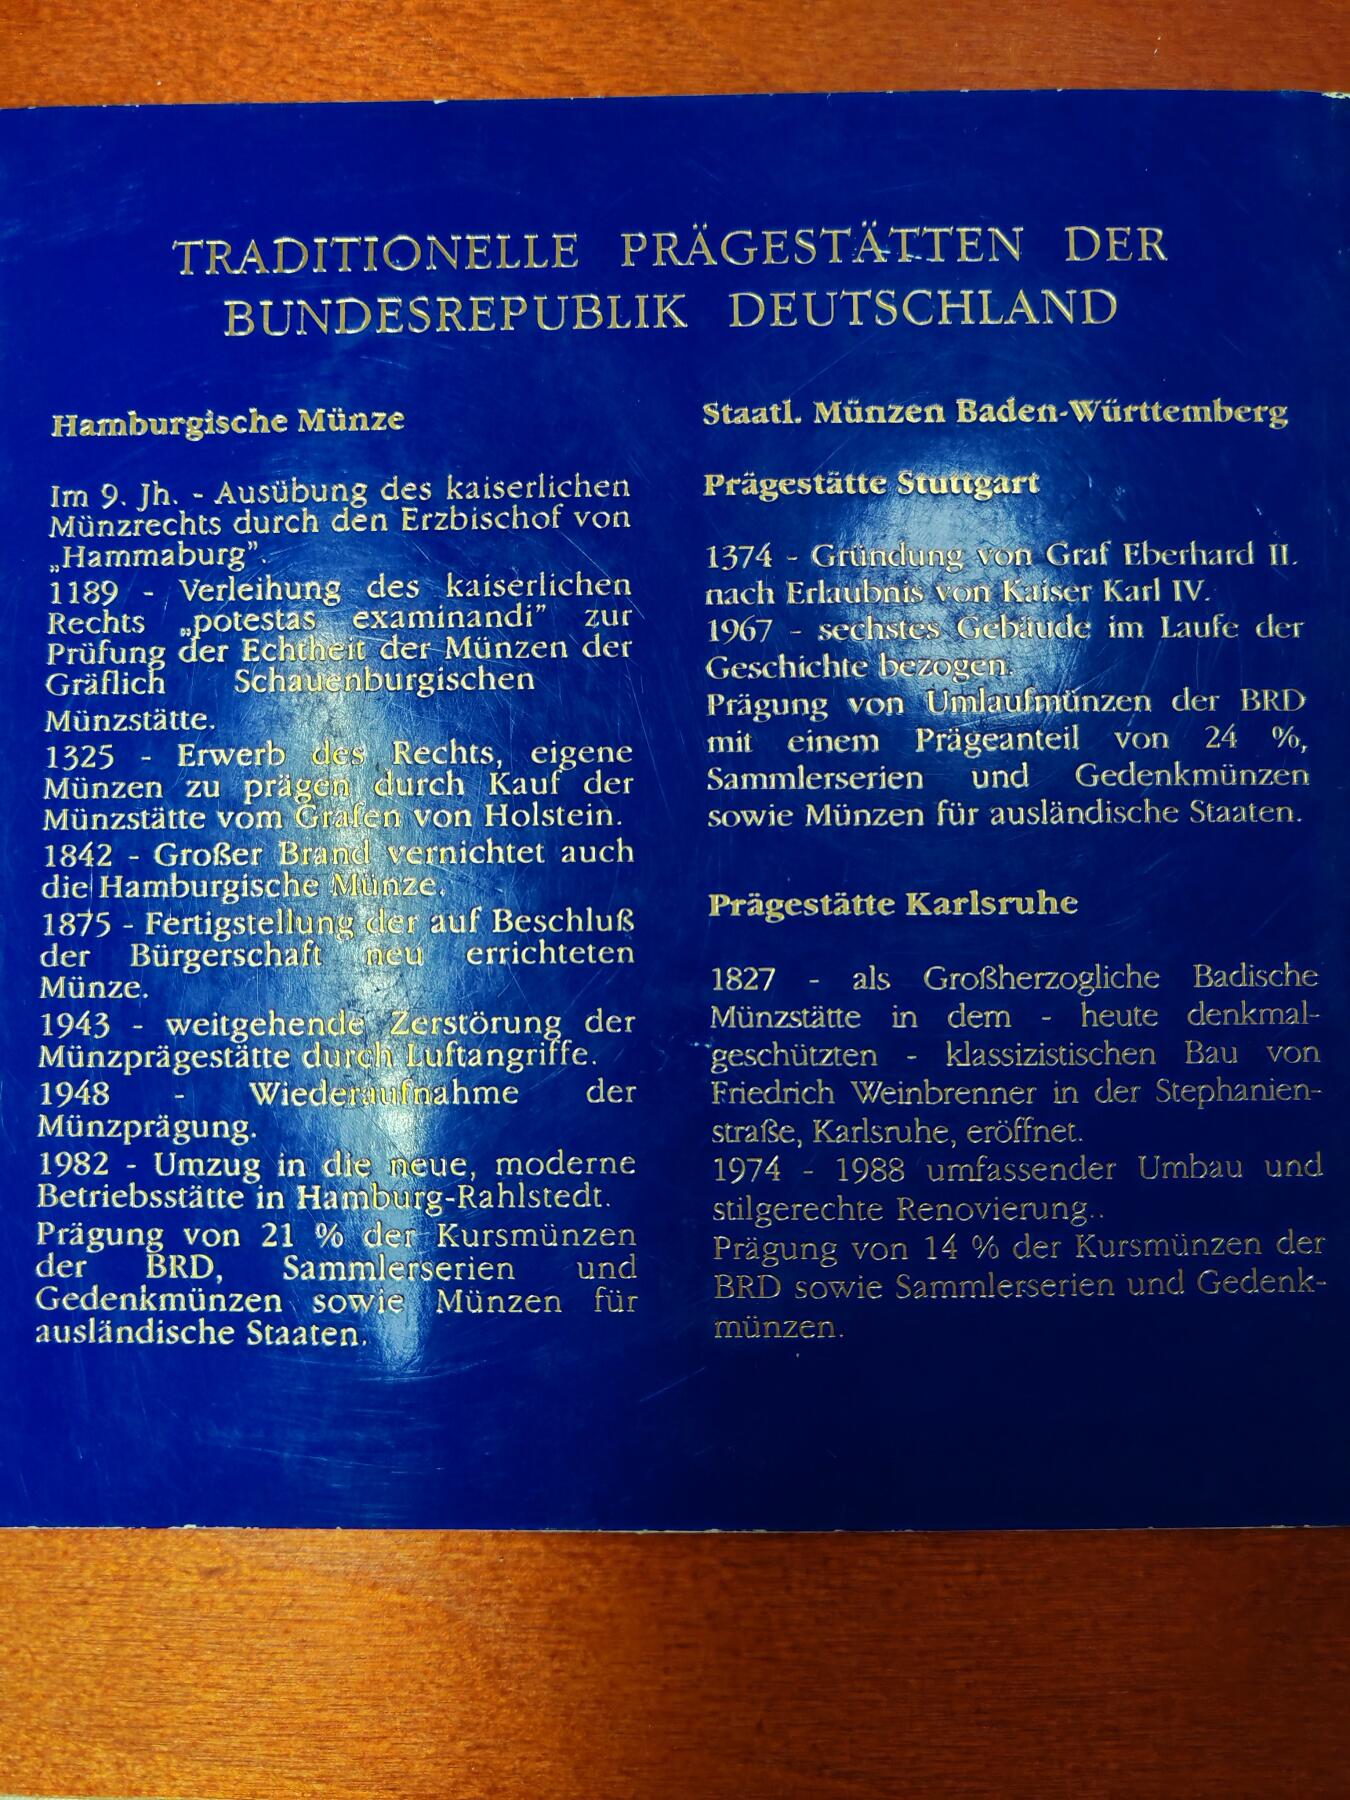 TRADITIONELLE PRÄGESTÄTTEN DER
BUNDESREPUBLIK DEUTSCHLAND
Hamburgische Münze
Im 9. Jh. - Ausübung des kaiserlichen
Münzrechts durch den Erzbischof von
„Hammaburg”.
1189 - Verleihung des kaiserlichen
Rechts „potestas examinandi” zur
Prüfung der Echtheit der Münzen der
Gräflich Schauenburgischen
Münzstätte.
1325 - Erwerb des Rechts, eigene
Münzen zu prägen durch Kauf der
Münzstätte vom Grafen von Holstein.
1842 - Großer Brand vernichtet auch
die Hamburgische Münze.
1875 - Fertigstellung der auf Beschluß
der Bürgerschaft neu errichteten
Münze.
1943 - weitgehende Zerstörung der
Münzprägestätte durch Luftangriffe.
1948 - Wiederaufnahme der
Münzprägung.
1982 - Umzug in die neue, moderne
Betriebsstätte in Hamburg-Rahlstedt.
Prägung von 21 % der Kursmünzen
der BRD, Sammlerserien und
Gedenkmünzen sowie Münzen für
ausländische Staaten.
Staatl. Münzen Baden-Württemberg
Prägestätte Stuttgart
1374 - Gründung von Graf Eberhard II.
nach Erlaubnis von Kaiser Karl IV.
1967 - sechstes Gebäude im Laufe der
Geschichte bezogen.
Prägung von Umlaufmünzen der BRD
mit einem Prägeanteil von 24 %,
Sammlerserien und Gedenkmünzen
sowie Münzen für ausländische Staaten.
Prägestätte Karlsruhe
1827 - als Großherzogliche Badische
Münzstätte in dem - heute denkmal-
geschützten - klassizistischen Bau von
Friedrich Weinbrenner in der Stephanien-
straße, Karlsruhe, eröffnet.
1974 - 1988 umfassender Umbau und
stilgerechte Renovierung..
Prägung von 14 % der Kursmünzen der
BRD sowie Sammlerserien und Gedenk-
münzen.